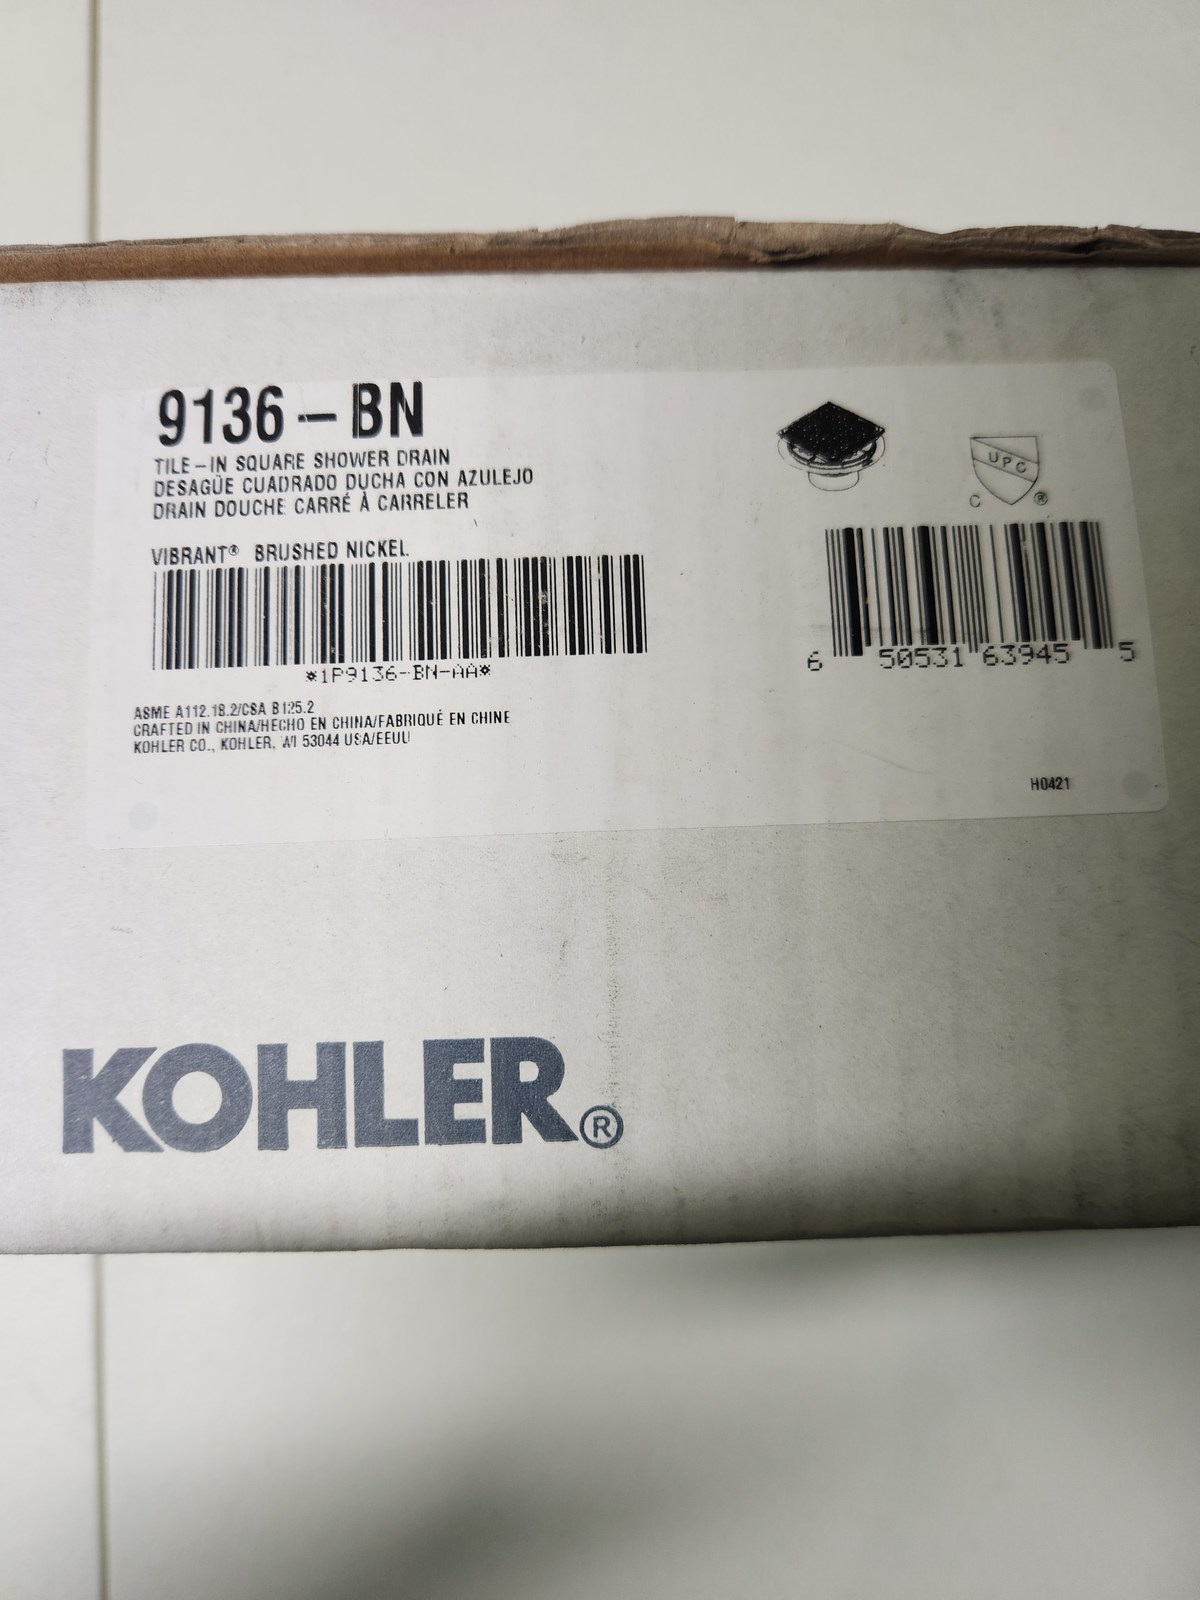 9136-BN
TILE-IN SQUARE SHOWER DRAIN
DESAGÜE CUADRADO DUCHA CON AZULEJO
DRAIN DOUCHE CARRÉ À CARRELER
VIBRANT® BRUSHED NICKEL
*1P9136-BN-AA*
ASME A112.18.2/CSA B125.2
CRAFTED IN CHINA/HECHO EN CHINA/FABRIQUÉ EN CHINE
KOHLER CO., KOHLER, WI 53044 USA/EEUU
UPC
C ®
6 50531 63945 5
H0421
KOHLER®